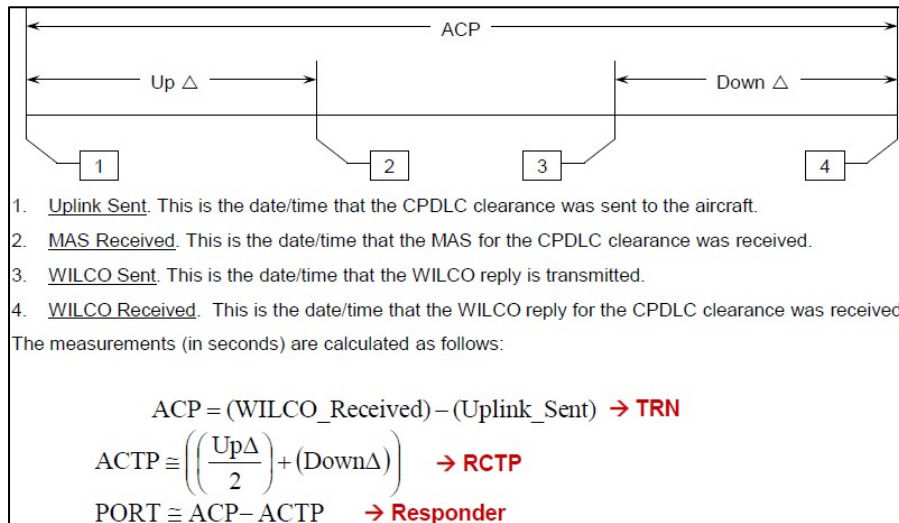 ACP
Up △ Down △
1 2 3 4
1. Uplink Sent. This is the date/time that the CPDLC clearance was sent to the aircraft.
2. MAS Received. This is the date/time that the MAS for the CPDLC clearance was received.
3. WILCO Sent. This is the date/time that the WILCO reply is transmitted.
4. WILCO Received. This is the date/time that the WILCO reply for the CPDLC clearance was received
The measurements (in seconds) are calculated as follows:
ACP = (WILCO_Received) – (Uplink_Sent) → TRN
ACTP ≅ ((UpΔ/2) + (DownΔ)) → RCTP
PORT ≅ ACP – ACTP → Responder